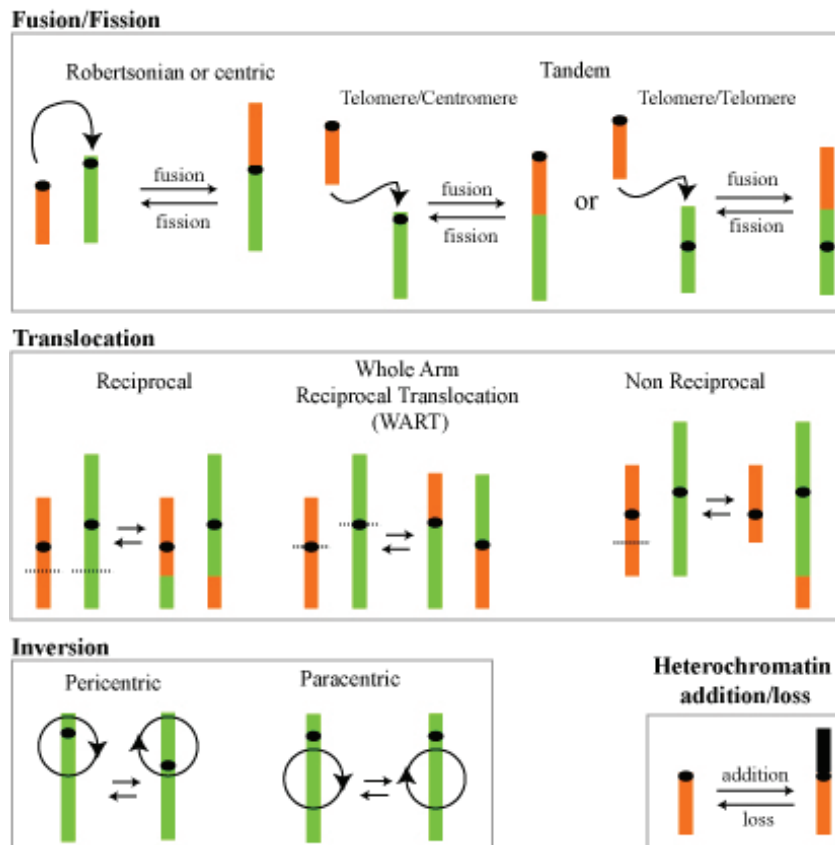 Fusion/Fission
Robertsonian or centric
Tandem
Telomere/Centromere
Telomere/Telomere
fusion
fission
fusion
fission
or
fusion
fission
Translocation
Reciprocal
Whole Arm
Reciprocal Translocation
(WART)
Non Reciprocal
Inversion
Pericentric
Paracentric
Heterochromatin
addition/loss
addition
loss